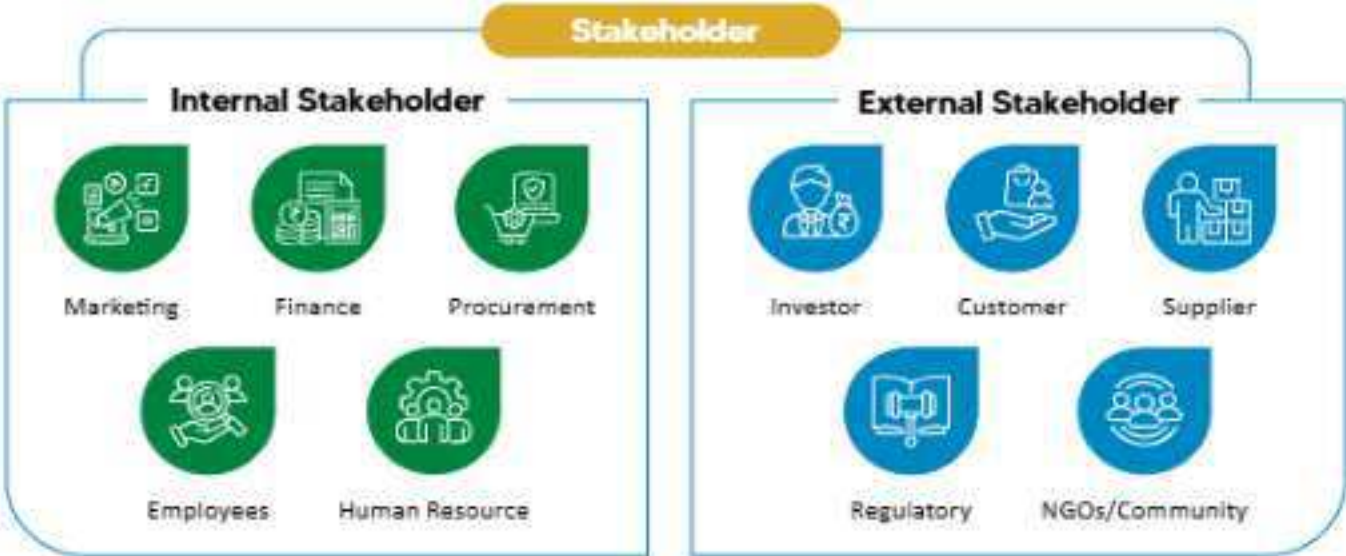 Stakeholder
Internal Stakeholder
Marketing
Finance
Procurement
Employees
Human Resource
External Stakeholder
Investor
Customer
Supplier
Regulatory
NGOs/Community